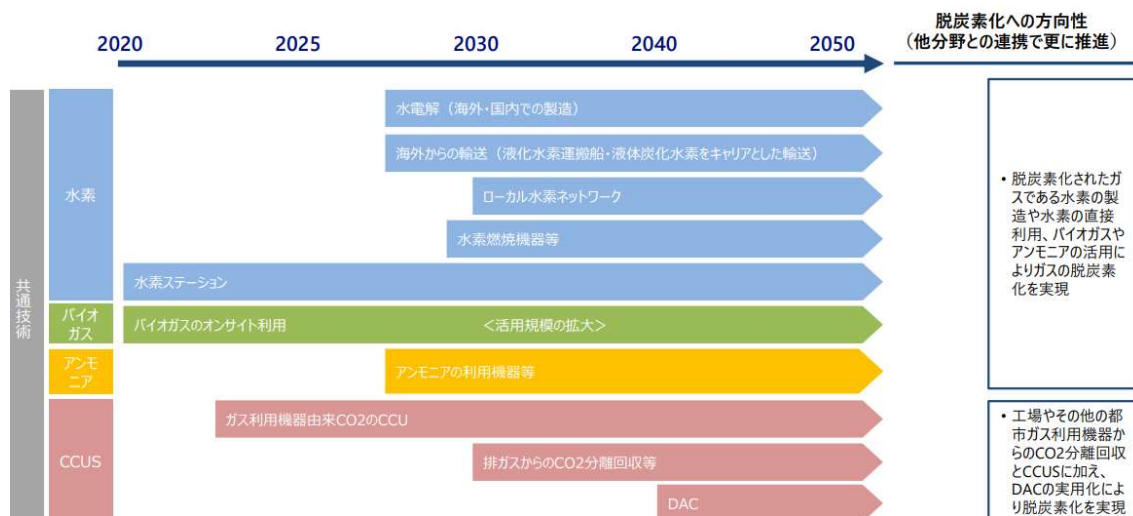 脱炭素化への方向性
(他分野との連携で更に推進)
2020
2025
2030
2040
2050
共通技術
水素
水電解(海外・国内での製造)
海外からの輸送(液化水素運搬船・液体炭化水素をキャリアとした輸送)
ローカル水素ネットワーク
水素燃焼機器等
水素ステーション
バイオ
ガス
バイオガスのオンサイト利用
<活用規模の拡大>
アンモ
ニア
アンモニアの利用機器等
CCUS
ガス利用機器由来CO2のCCU
排ガスからのCO2分離回収等
DAC
• 脱炭素化されたガ
スである水素の製
造や水素の直接
利用、バイオガスや
アンモニアの活用に
よりガスの脱炭素
化を実現
• 工場やその他の都
市ガス利用機器か
らのCO2分離回収
とCCUSに加え、
DACの実用化によ
り脱炭素化を実現